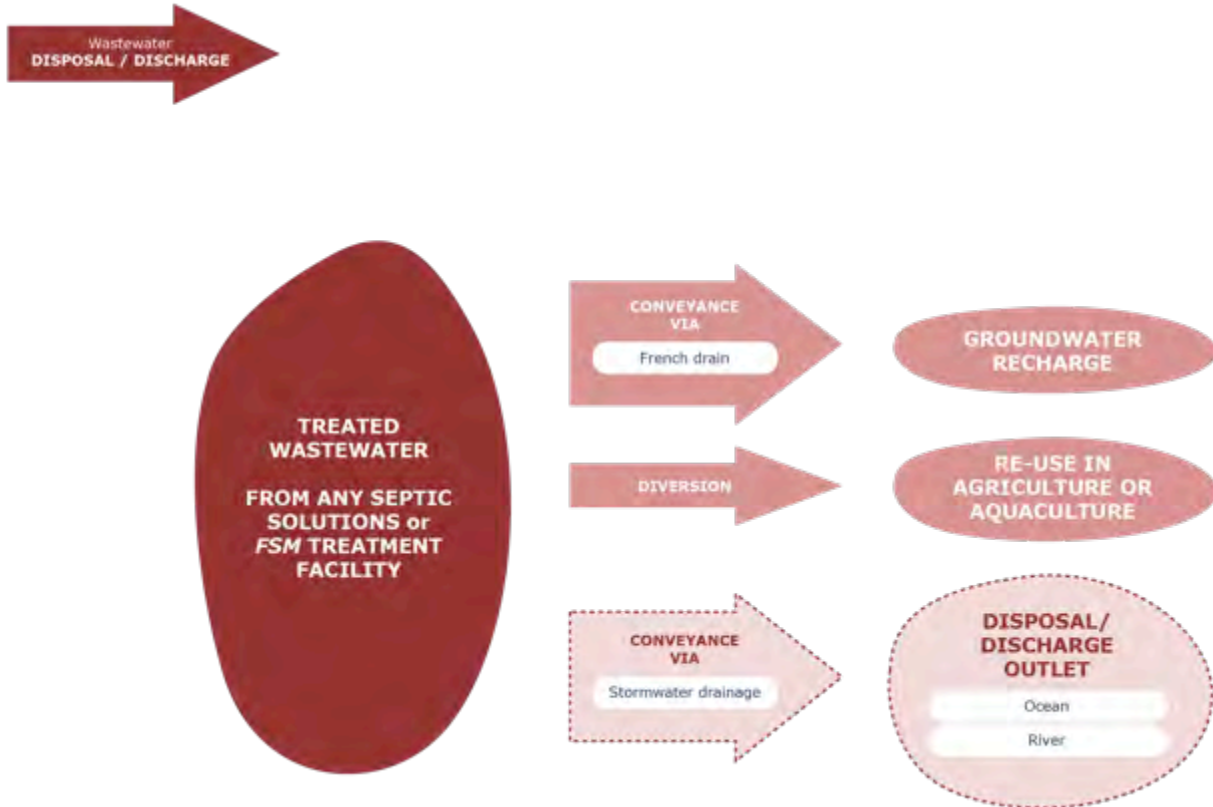 Wastewater
DISPOSAL / DISCHARGE
TREATED
WASTEWATER
FROM ANY SEPTIC
SOLUTIONS or
FSM TREATMENT
FACILITY
CONVEYANCE
VIA
French drain
GROUNDWATER
RECHARGE
DIVERSION
RE-USE IN
AGRICULTURE OR
AQUACULTURE
CONVEYANCE
VIA
Stormwater drainage
DISPOSAL/
DISCHARGE
OUTLET
Ocean
River